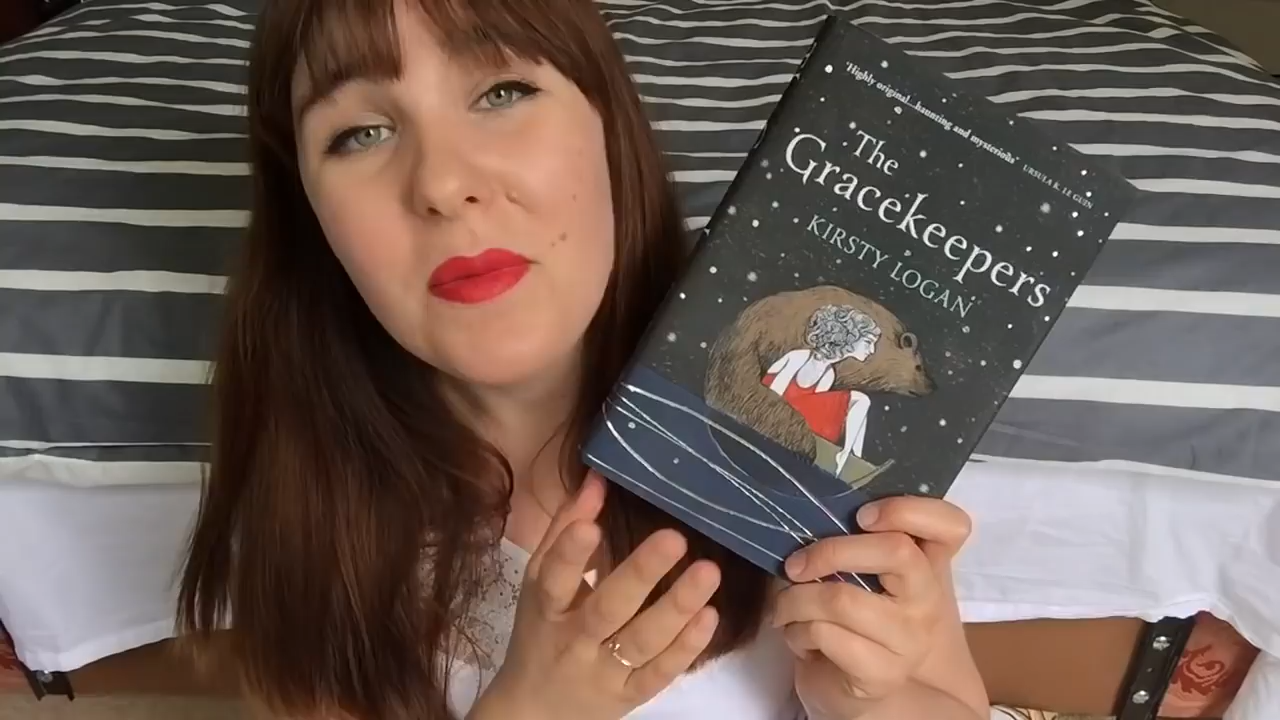 'Highly original...haunting and mysterious' URSULA K. LE GUIN
The
Gracekeepers
KIRSTY LOGAN